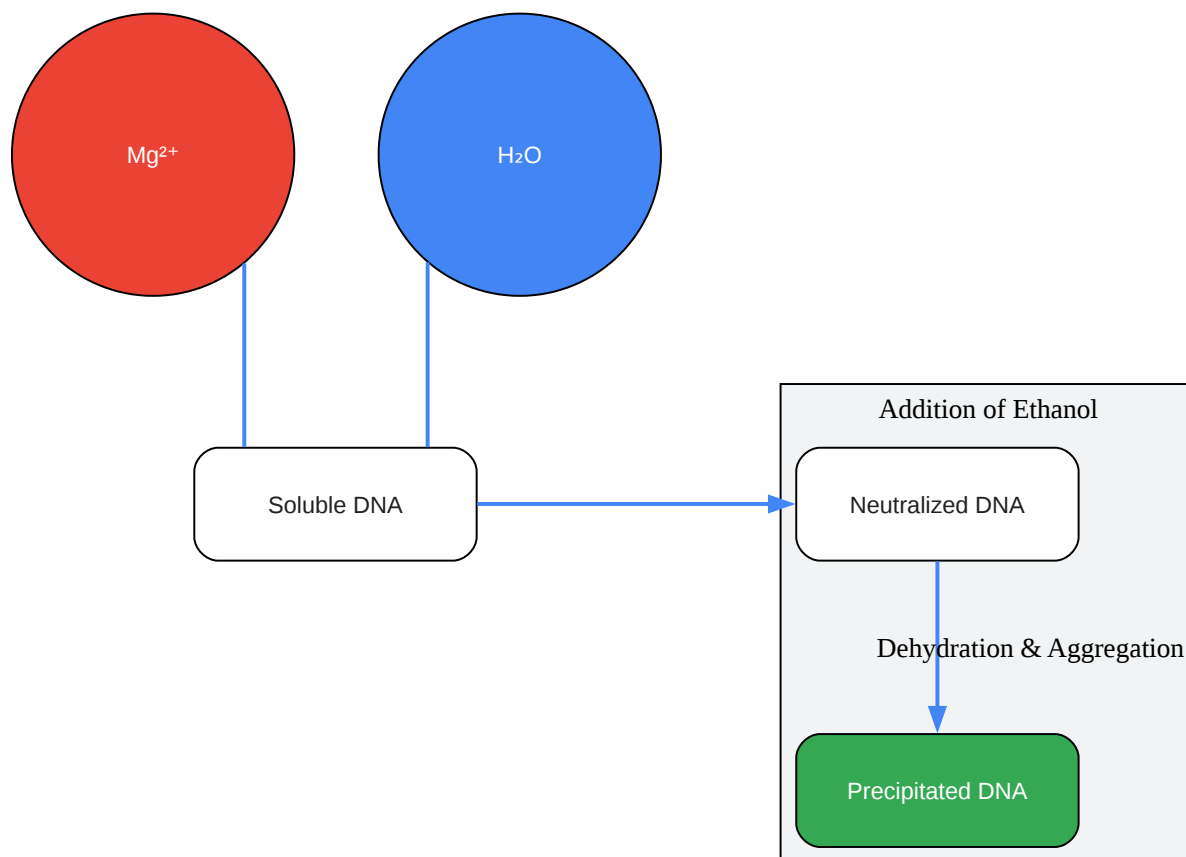 Mg²⁺
H₂O
Addition of Ethanol
Soluble DNA
Neutralized DNA
Dehydration & Aggregation
Precipitated DNA